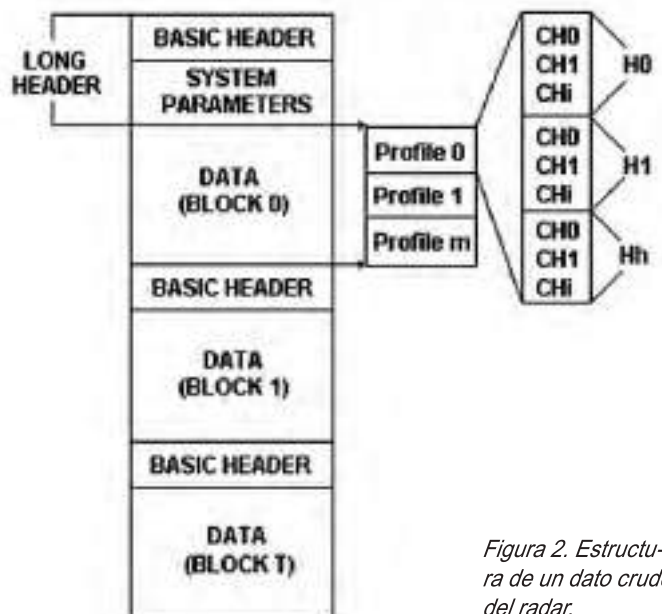 LONG
HEADER
BASIC HEADER
SYSTEM
PARAMETERS
DATA
(BLOCK 0)
BASIC HEADER
DATA
(BLOCK 1)
BASIC HEADER
DATA
(BLOCK T)
Profile 0
Profile 1
Profile m
CH0
CH1
CHi
H0
CH0
CH1
CHi
H1
CH0
CH1
CHi
Hh
Figura 2. Estructu-
ra de un dato crudo
del radar.